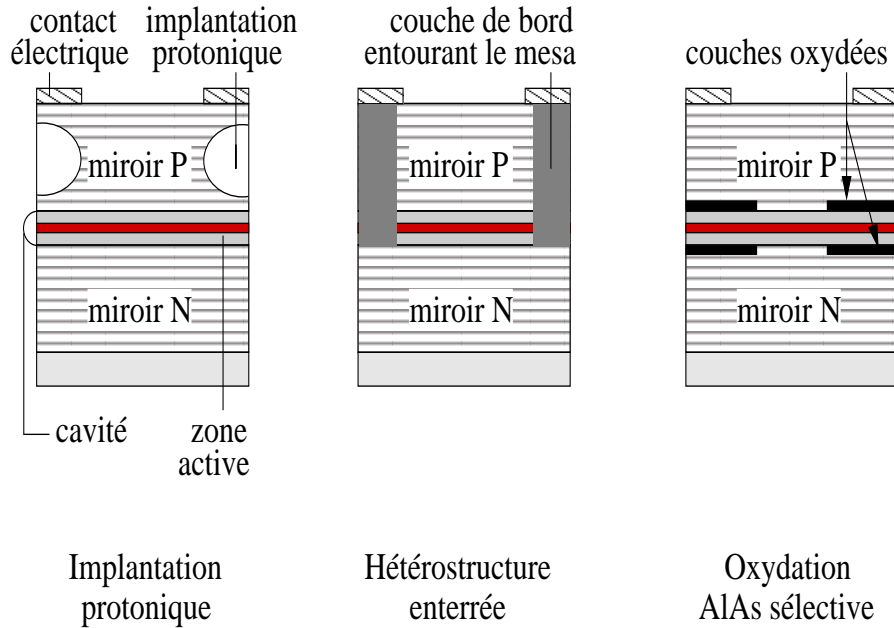 contact
électrique
implantation
protonique
couche de bord
entourant le mesa
couches oxydées
miroir P
miroir P
miroir P
miroir N
miroir N
miroir N
cavité
zone
active
Implantation
protonique
Hétérostructure
enterrée
Oxydation
AlAs sélective